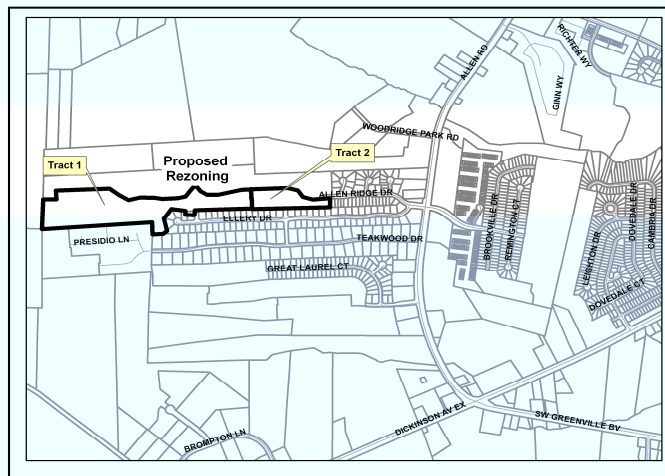 RICHTER WY
ALLEN RD
GINN WY
WOODRIDGE PARK RD
Tract 1
Proposed
Rezoning
Tract 2
ALLEN RIDGE DR
ELLERY DR
PRESIDIO LN
TEAKWOOD DR
GREAT LAUREL CT
BROOKVILLE DR
REMINGTON CT
LEIGHTON DR
DOVEDALE DR
CAMBRIA DR
DOVEDALE CT
BROMPTON LN
DICKINSON AV EX
SW GREENVILLE BV